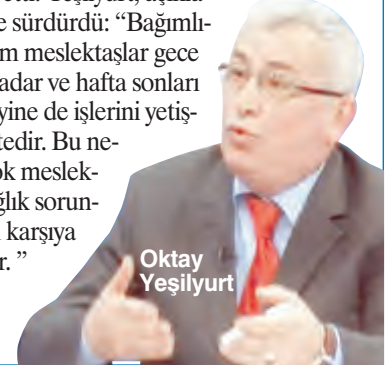 e sürdürdü: “Bağımlı-
m meslektaşlar gece
adar ve hafta sonları
yine de işlerini yetiş-
tedir. Bu ne-
ok meslek-
ğlık sorun-
karşıya
r. ”
Oktay
Yeşilyurt